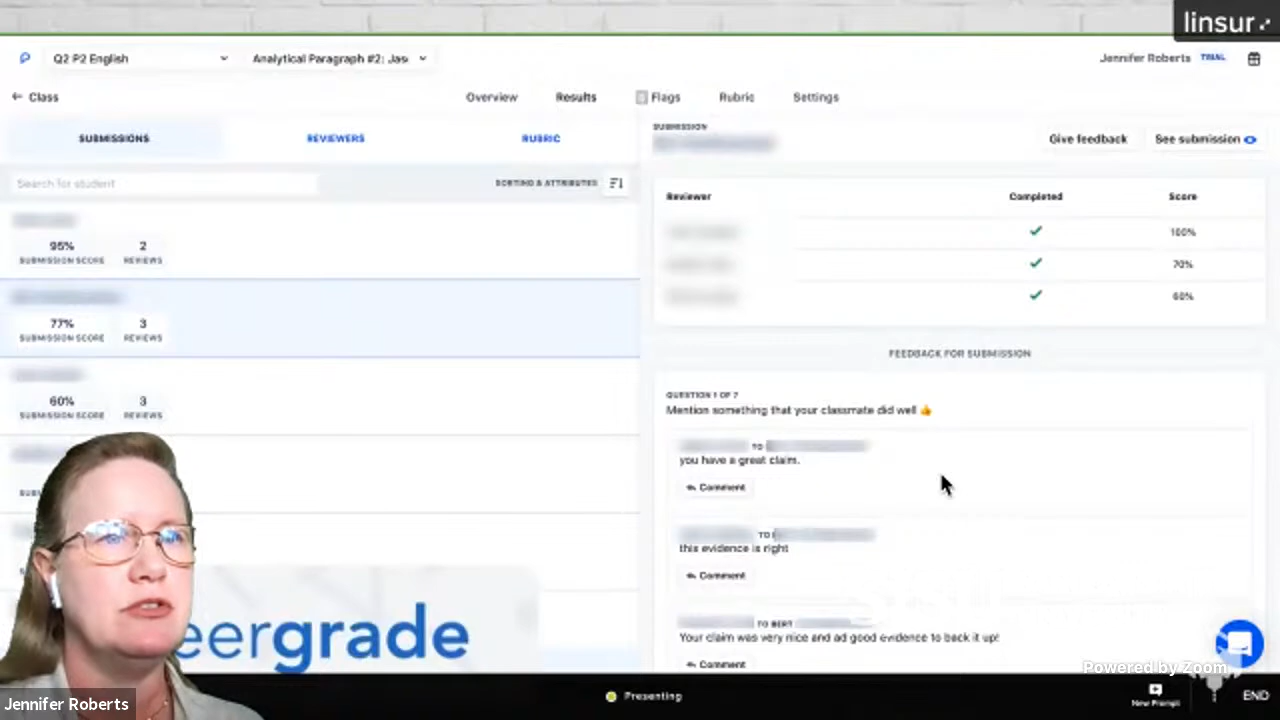 linsur
Q2 P2 English
Analytical Paragraph #2: Jas
Jennifer Roberts TRIAL
← Class
Overview
Results
Flags
Rubric
Settings
SUBMISSIONS
REVIEWERS
RUBRIC
SUBMISSION
Give feedback
See submission
Search for student
SORTING & ATTRIBUTES
Reviewer
Completed
Score
100%
70%
60%
95%
2
SUBMISSION SCORE
REVIEWS
77%
3
SUBMISSION SCORE
REVIEWS
60%
3
SUBMISSION SCORE
REVIEWS
FEEDBACK FOR SUBMISSION
QUESTION 1 OF 7
Mention something that your classmate did well 👍
TO
you have a great claim.
Comment
TO
this evidence is right
Comment
TO BERT
Your claim was very nice and ad good evidence to back it up!
Comment
eergrade
Powered by Zoom
Jennifer Roberts
Presenting
New Prompt
END